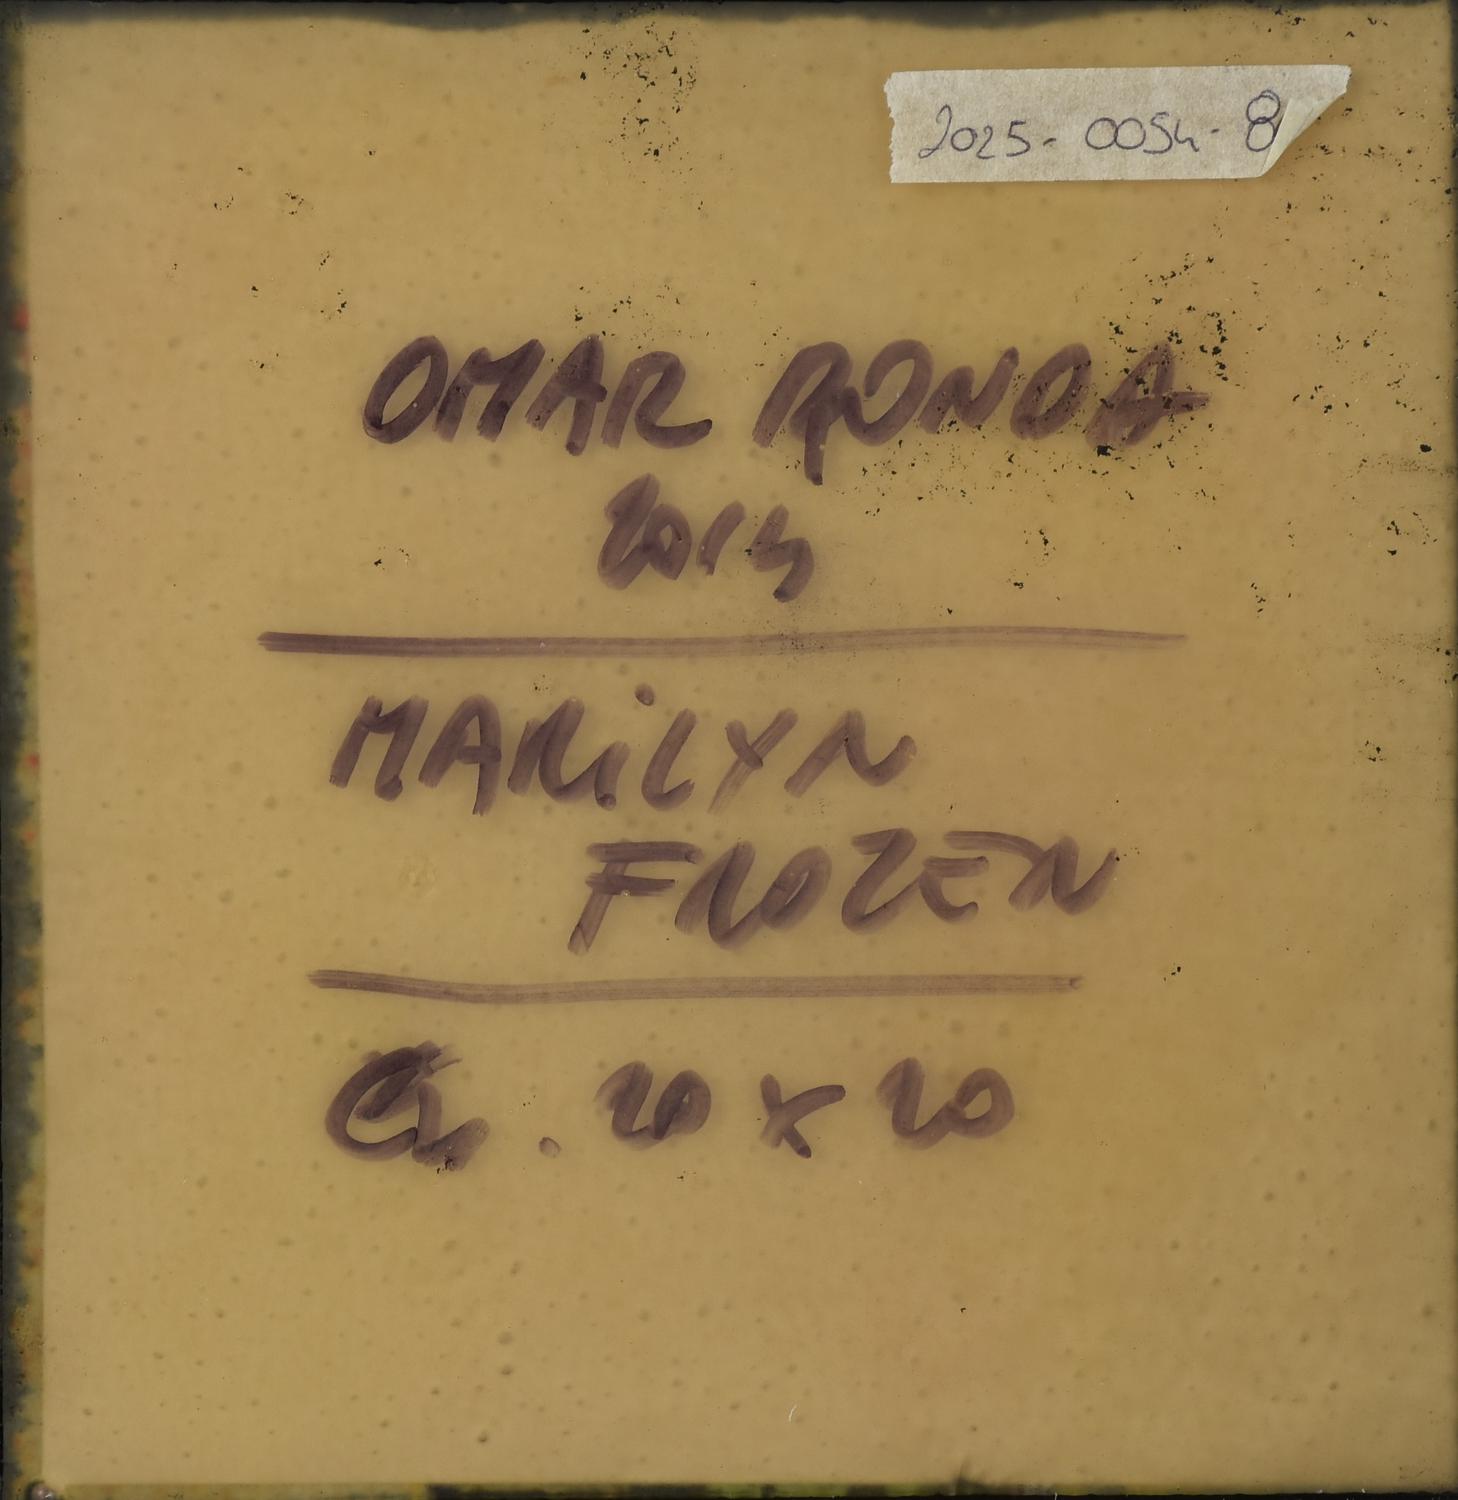 2025-0054-8
OMAR RONDA
2014
MARiLYN
FROZEN
Cm. 20 x 20